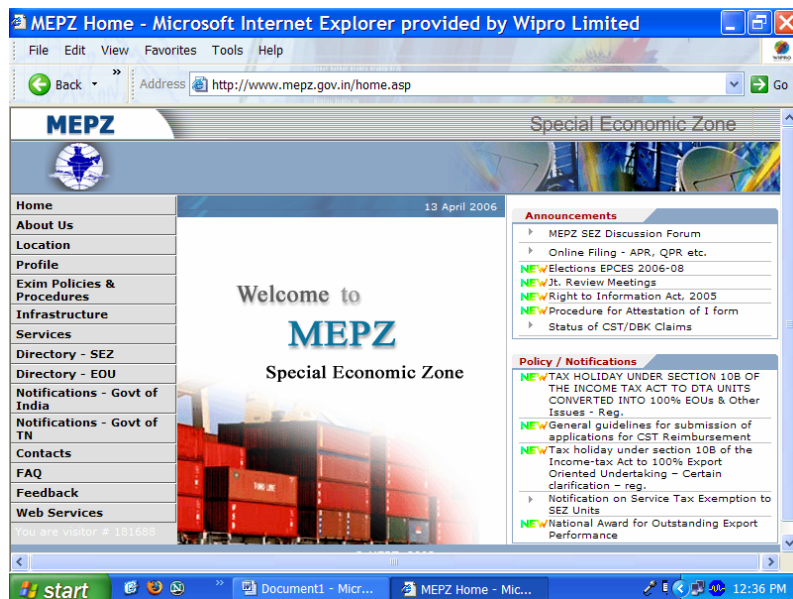 MEPZ Home - Microsoft Internet Explorer provided by Wipro Limited
File Edit View Favorites Tools Help
WIPRO
Back » Address http://www.mepz.gov.in/home.asp Go
MEPZ
Special Economic Zone
Home
About Us
Location
Profile
Exim Policies &
Procedures
Infrastructure
Services
Directory - SEZ
Directory - EOU
Notifications - Govt of
India
Notifications - Govt of
TN
Contacts
FAQ
Feedback
Web Services
You are visitor # 181688
13 April 2006
Welcome to
MEPZ
Special Economic Zone
Announcements
MEPZ SEZ Discussion Forum
Online Filing - APR, QPR etc.
NEW Elections EPCES 2006-08
NEW Jt. Review Meetings
NEW Right to Information Act, 2005
NEW Procedure for Attestation of I form
Status of CST/DBK Claims
Policy / Notifications
NEW TAX HOLIDAY UNDER SECTION 10B OF
THE INCOME TAX ACT TO DTA UNITS
CONVERTED INTO 100% EOUs & Other
Issues - Reg.
NEW General guidelines for submission of
applications for CST Reimbursement
NEW Tax holiday under section 10B of the
Income-tax Act to 100% Export
Oriented Undertaking – Certain
clarification – reg.
Notification on Service Tax Exemption to
SEZ Units
NEW National Award for Outstanding Export
Performance
start » Document1 - Micr... MEPZ Home - Mic... 12:36 PM